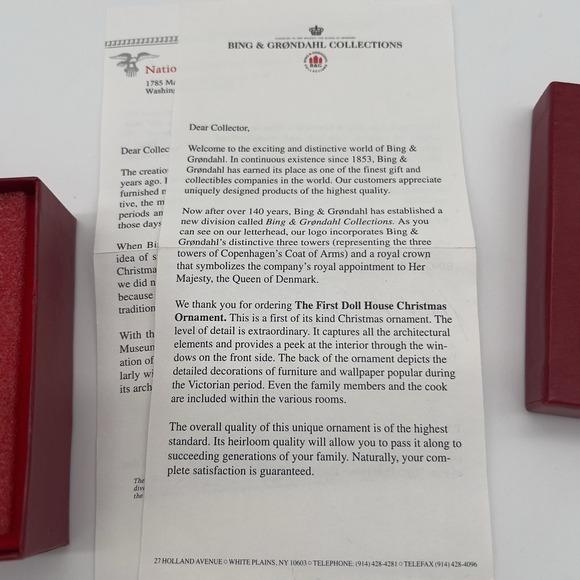 BING & GRØNDAHL COLLECTIONS
B&G
Dear Collector,
Welcome to the exciting and distinctive world of Bing &
Grøndahl. In continuous existence since 1853, Bing &
Grøndahl has earned its place as one of the finest gift and
collectibles companies in the world. Our customers appreciate
uniquely designed products of the highest quality.
Now after over 140 years, Bing & Grøndahl has established a
new division called Bing & Grøndahl Collections. As you
can see on our letterhead, our logo incorporates Bing &
Grøndahl's distinctive three towers (representing the three
towers of Copenhagen's Coat of Arms) and a royal crown
that symbolizes the company's royal appointment to Her
Majesty, the Queen of Denmark.
We thank you for ordering The First Doll House Christmas
Ornament. This is a first of its kind Christmas ornament. The
level of detail is extraordinary. It captures all the architectural
elements and provides a peek at the interior through the win-
dows on the front side. The back of the ornament depicts the
detailed decorations of furniture and wallpaper popular during
the Victorian period. Even the family members and the cook
are included within the various rooms.
The overall quality of this unique ornament is of the highest
standard. Its heirloom quality will allow you to pass it along to
succeeding generations of your family. Naturally, your com-
plete satisfaction is guaranteed.
27 HOLLAND AVENUE ○ WHITE PLAINS, NY 10603 ○ TELEPHONE: (914) 428-4281 ○ TELEFAX (914) 428-4096
Natio
1785 Ma
Washing
Dear Collec
The creatio
years ago. I
furnished r
tive, the m
periods an
those days
When Bi
idea of s
Christma
we did n
because
tradition
With th
Museum
ation of
larly wi
its arch
The
divi
the